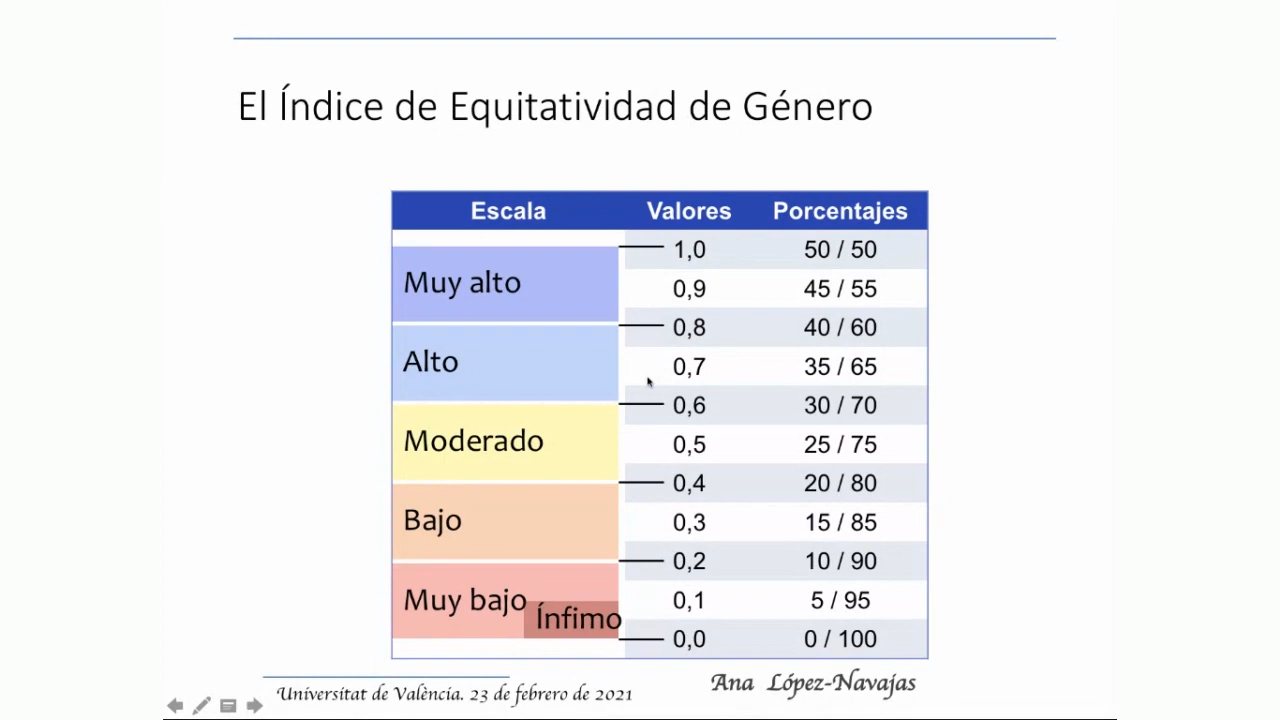 El Índice de Equitatividad de Género
Escala Valores Porcentajes
1,0 50 / 50
Muy alto 0,9 45 / 55
0,8 40 / 60
Alto 0,7 35 / 65
0,6 30 / 70
Moderado 0,5 25 / 75
0,4 20 / 80
Bajo 0,3 15 / 85
0,2 10 / 90
Muy bajo 0,1 5 / 95
Ínfimo 0,0 0 / 100
Universitat de València. 23 de febrero de 2021 Ana López-Navajas